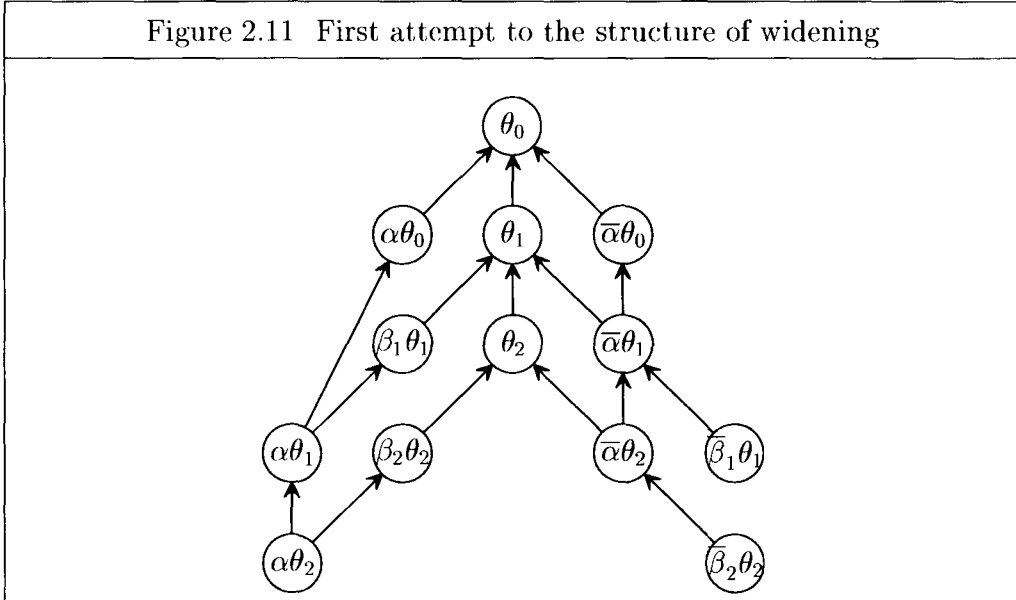 Figure 2.11 First attempt to the structure of widening
θ₀
αθ₀ θ₁ ᾱθ₀
β₁θ₁ θ₂ ᾱθ₁
αθ₁ β₂θ₂ ᾱθ₂ β̄₁θ₁
αθ₂ β̄₂θ₂